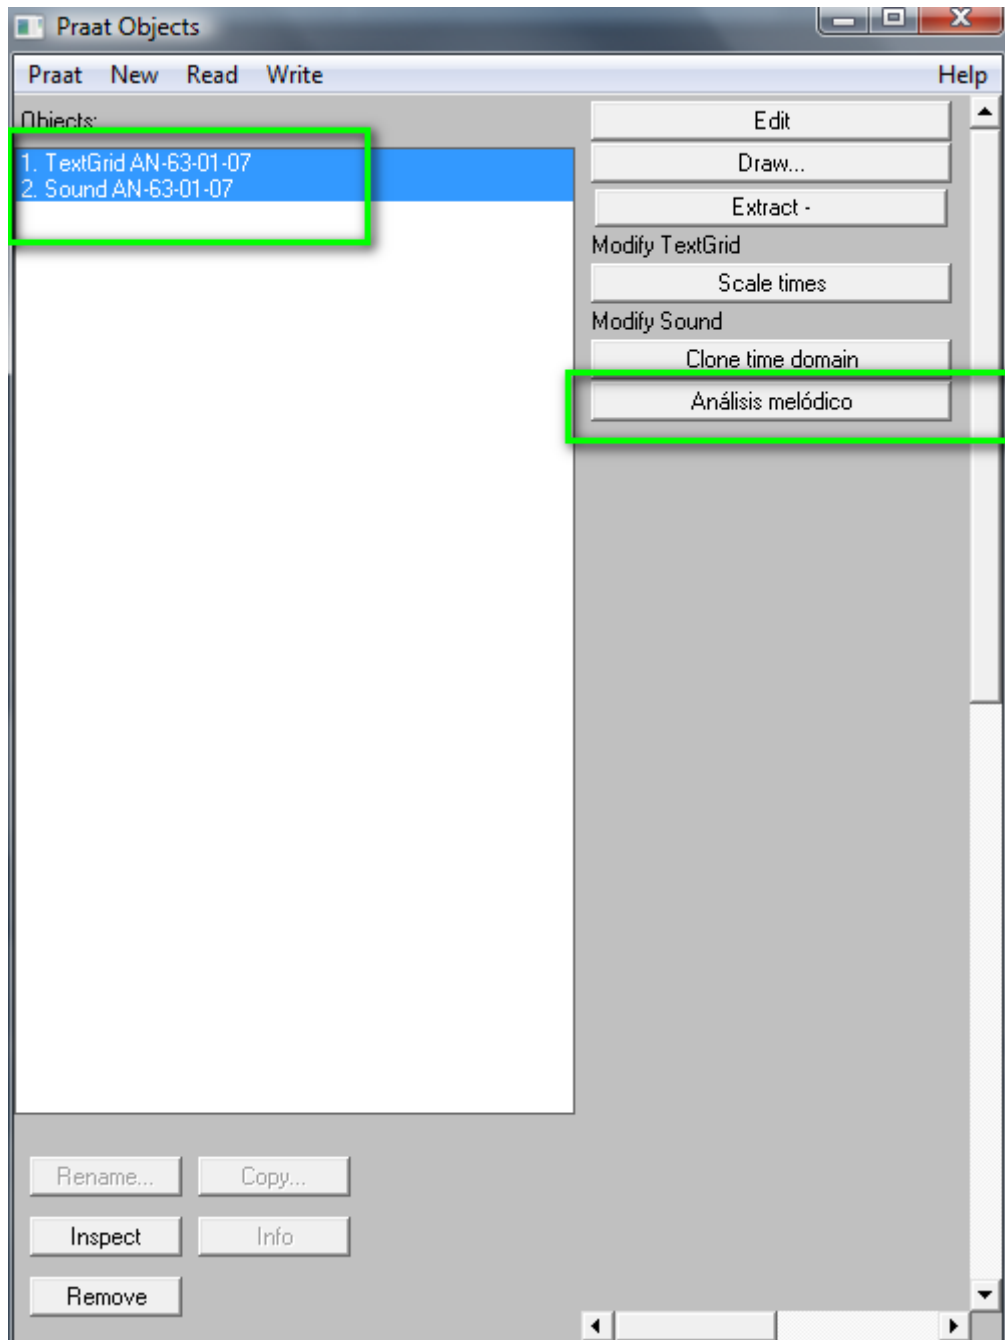 Praat Objects
Praat New Read Write Help
Objects:
1. TextGrid AN-63-01-07
2. Sound AN-63-01-07
Edit
Draw...
Extract -
Modify TextGrid
Scale times
Modify Sound
Clone time domain
Análisis melódico
Rename... Copy...
Inspect Info
Remove